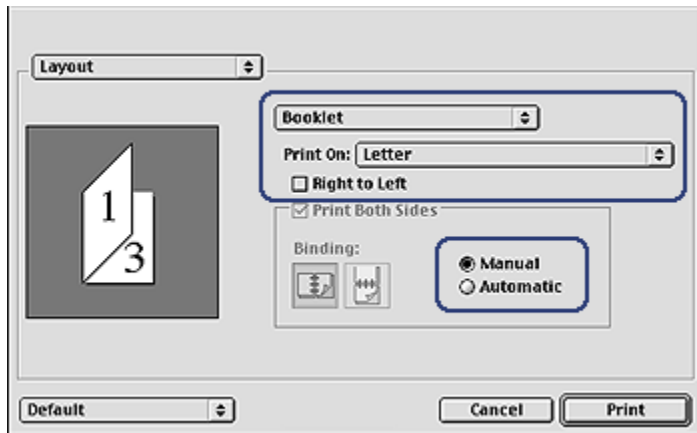 Layout
Booklet
Print On: Letter
Right to Left
1
3
Print Both Sides
Binding:
Manual
Automatic
Default
Cancel
Print